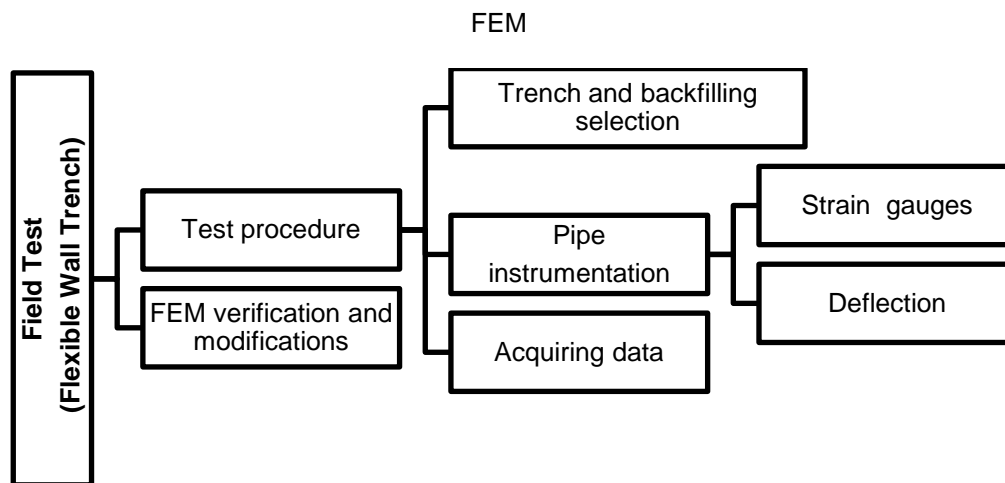 FEM
Field Test
(Flexible Wall Trench)
Test procedure
FEM verification and
modifications
Trench and backfilling
selection
Pipe
instrumentation
Acquiring data
Strain gauges
Deflection